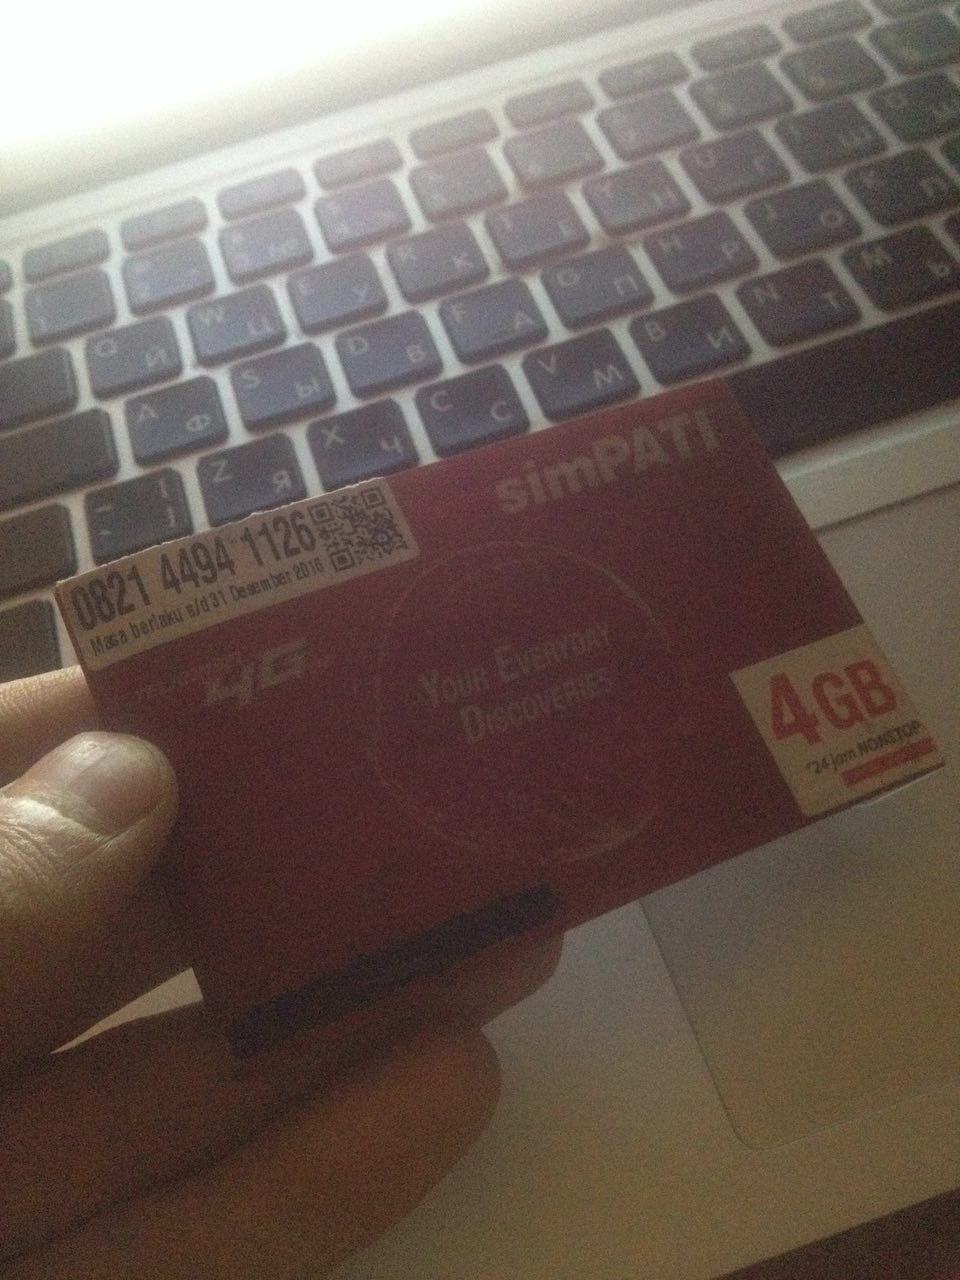 Q Й W Ц E У R К T Е Y Н U Г I Ш
A Ф S Ы D В F А G П H Р J О K
Z Я X Ч C С V М B И N Т M Ь
simPATI
0821 4494 1126
Masa berlaku s/d 31 Desember 2016
4G
YOUR EVERYDAY
DISCOVERIES
4GB
*24 jam NONSTOP